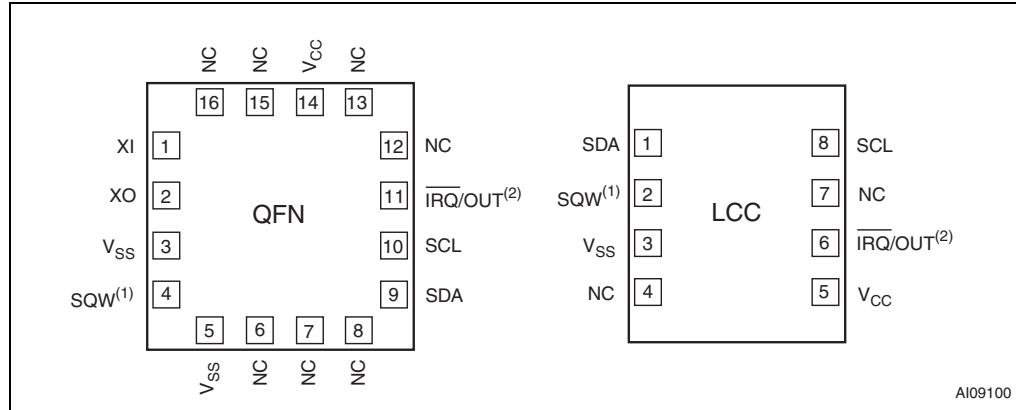 NC NC VCC NC
16 15 14 13
XI 1 12 NC
XO 2 11 IRQ/OUT(2)
QFN
VSS 3 10 SCL
SQW(1) 4 9 SDA
5 6 7 8
VSS NC NC NC
SDA 1 8 SCL
SQW(1) 2 7 NC
LCC
VSS 3 6 IRQ/OUT(2)
NC 4 5 VCC
AI09100